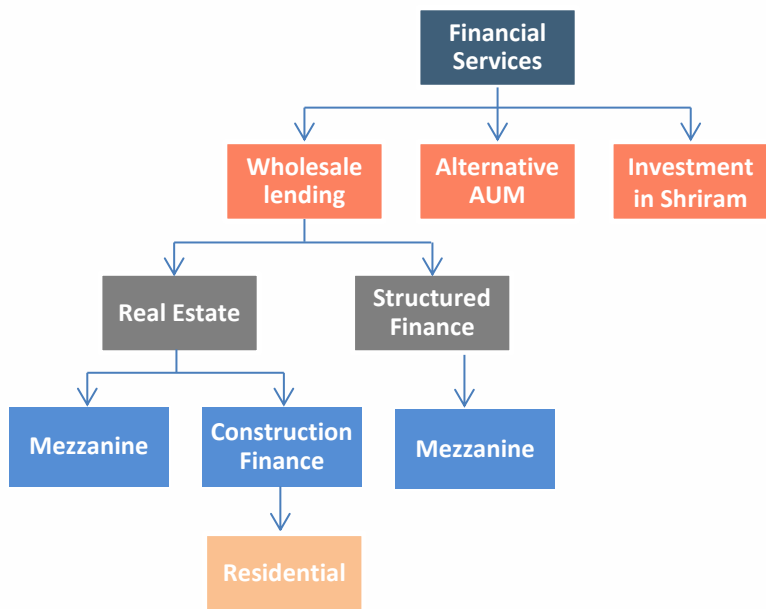 Financial
Services
Wholesale
lending
Alternative
AUM
Investment
in Shriram
Real Estate
Structured
Finance
Mezzanine
Construction
Finance
Mezzanine
Residential